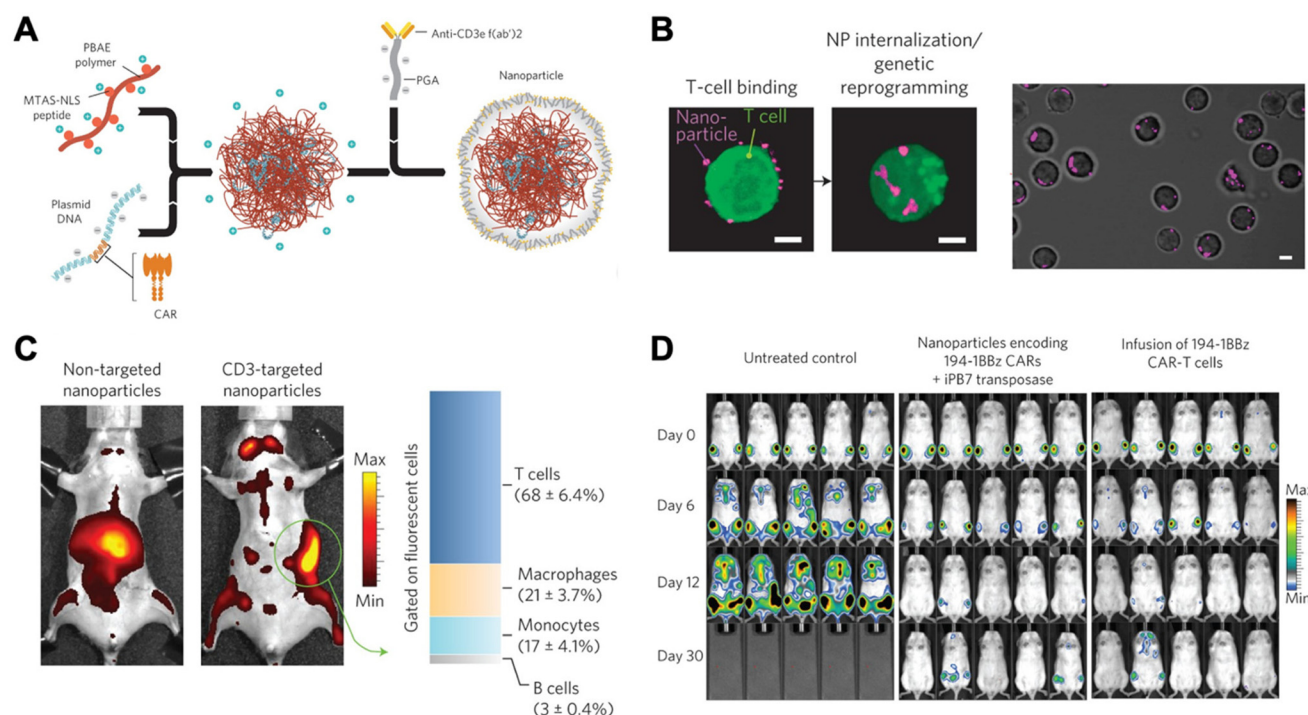 A
PBAE
polymer
MTAS-NLS
peptide
Plasmid
DNA
CAR
Anti-CD3e f(ab')2
PGA
Nanoparticle
B
T-cell binding
NP internalization/
genetic
reprogramming
Nano-
particle
T cell
C
Non-targeted
nanoparticles
CD3-targeted
nanoparticles
Max
Min
Gated on fluorescent cells
T cells
(68 ± 6.4%)
Macrophages
(21 ± 3.7%)
Monocytes
(17 ± 4.1%)
B cells
(3 ± 0.4%)
D
Untreated control
Nanoparticles encoding
194-1BBz CARs
+ iPB7 transposase
Infusion of 194-1BBz
CAR-T cells
Day 0
Day 6
Day 12
Day 30
Max
Min